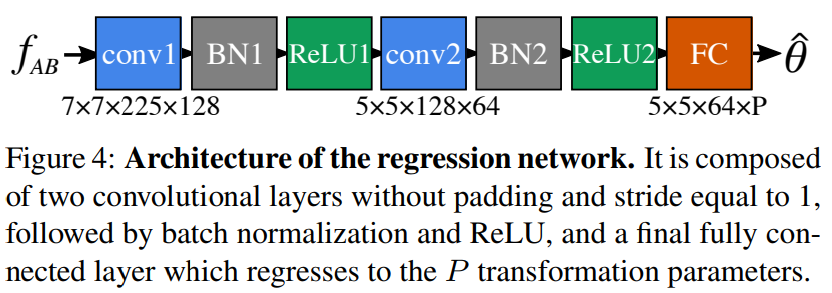 f_AB conv1 BN1 ReLU1 conv2 BN2 ReLU2 FC θ̂
7×7×225×128 5×5×128×64 5×5×64×P
Figure 4: Architecture of the regression network. It is composed
of two convolutional layers without padding and stride equal to 1,
followed by batch normalization and ReLU, and a final fully con-
nected layer which regresses to the P transformation parameters.